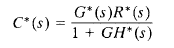 C*(s) = G*(s)R*(s) / 1 + GH*(s)